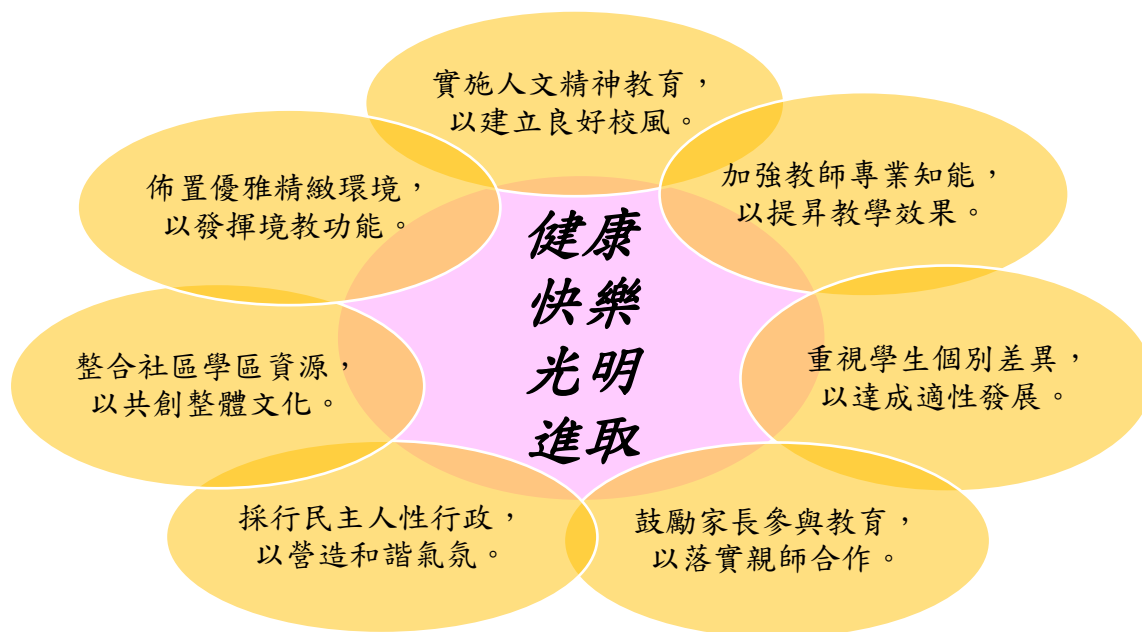 實施人文精神教育，
以建立良好校風。
加強教師專業知能，
以提昇教學效果。
重視學生個別差異，
以達成適性發展。
鼓勵家長參與教育，
以落實親師合作。
採行民主人性行政，
以營造和諧氣氛。
整合社區學區資源，
以共創整體文化。
佈置優雅精緻環境，
以發揮境教功能。
健康
快樂
光明
進取